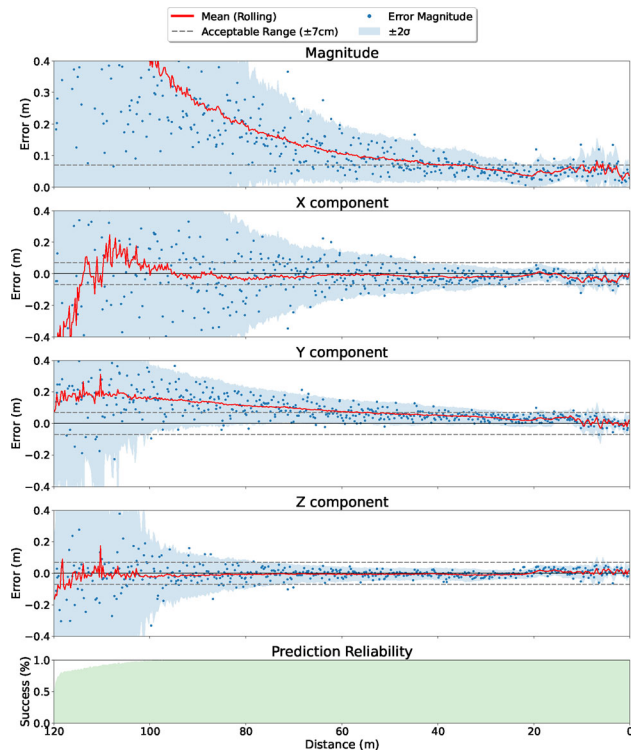 Mean (Rolling) Error Magnitude
Acceptable Range (±7cm) ±2σ
Magnitude
Error (m)
0.4
0.3
0.2
0.1
0.0
X component
Error (m)
0.4
0.2
0.0
−0.2
−0.4
Y component
Error (m)
0.4
0.2
0.0
−0.2
−0.4
Z component
Error (m)
0.4
0.2
0.0
−0.2
−0.4
Prediction Reliability
Success (%)
1.0
0.5
0.0
120 100 80 60 40 20 0
Distance (m)